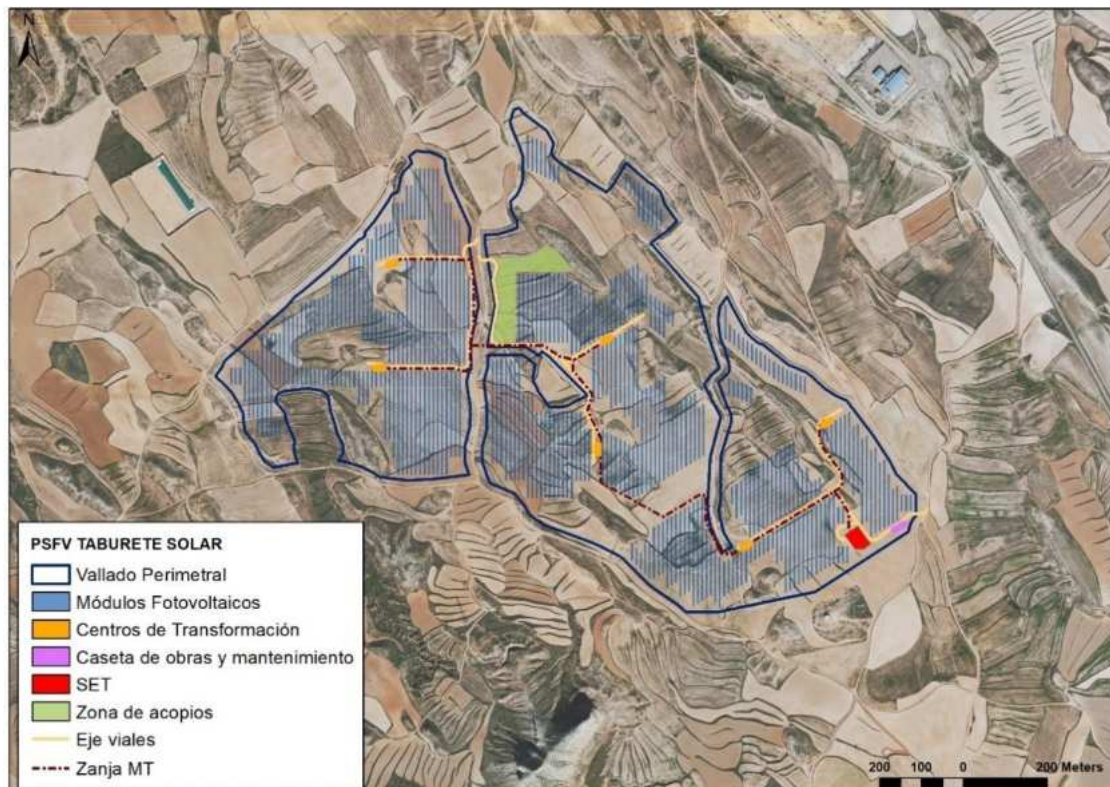 N
PSFV TABURETE SOLAR
Vallado Perimetral
Módulos Fotovoltaicos
Centros de Transformación
Caseta de obras y mantenimiento
SET
Zona de acopios
Eje viales
Zanja MT
200 100 0 200 Meters